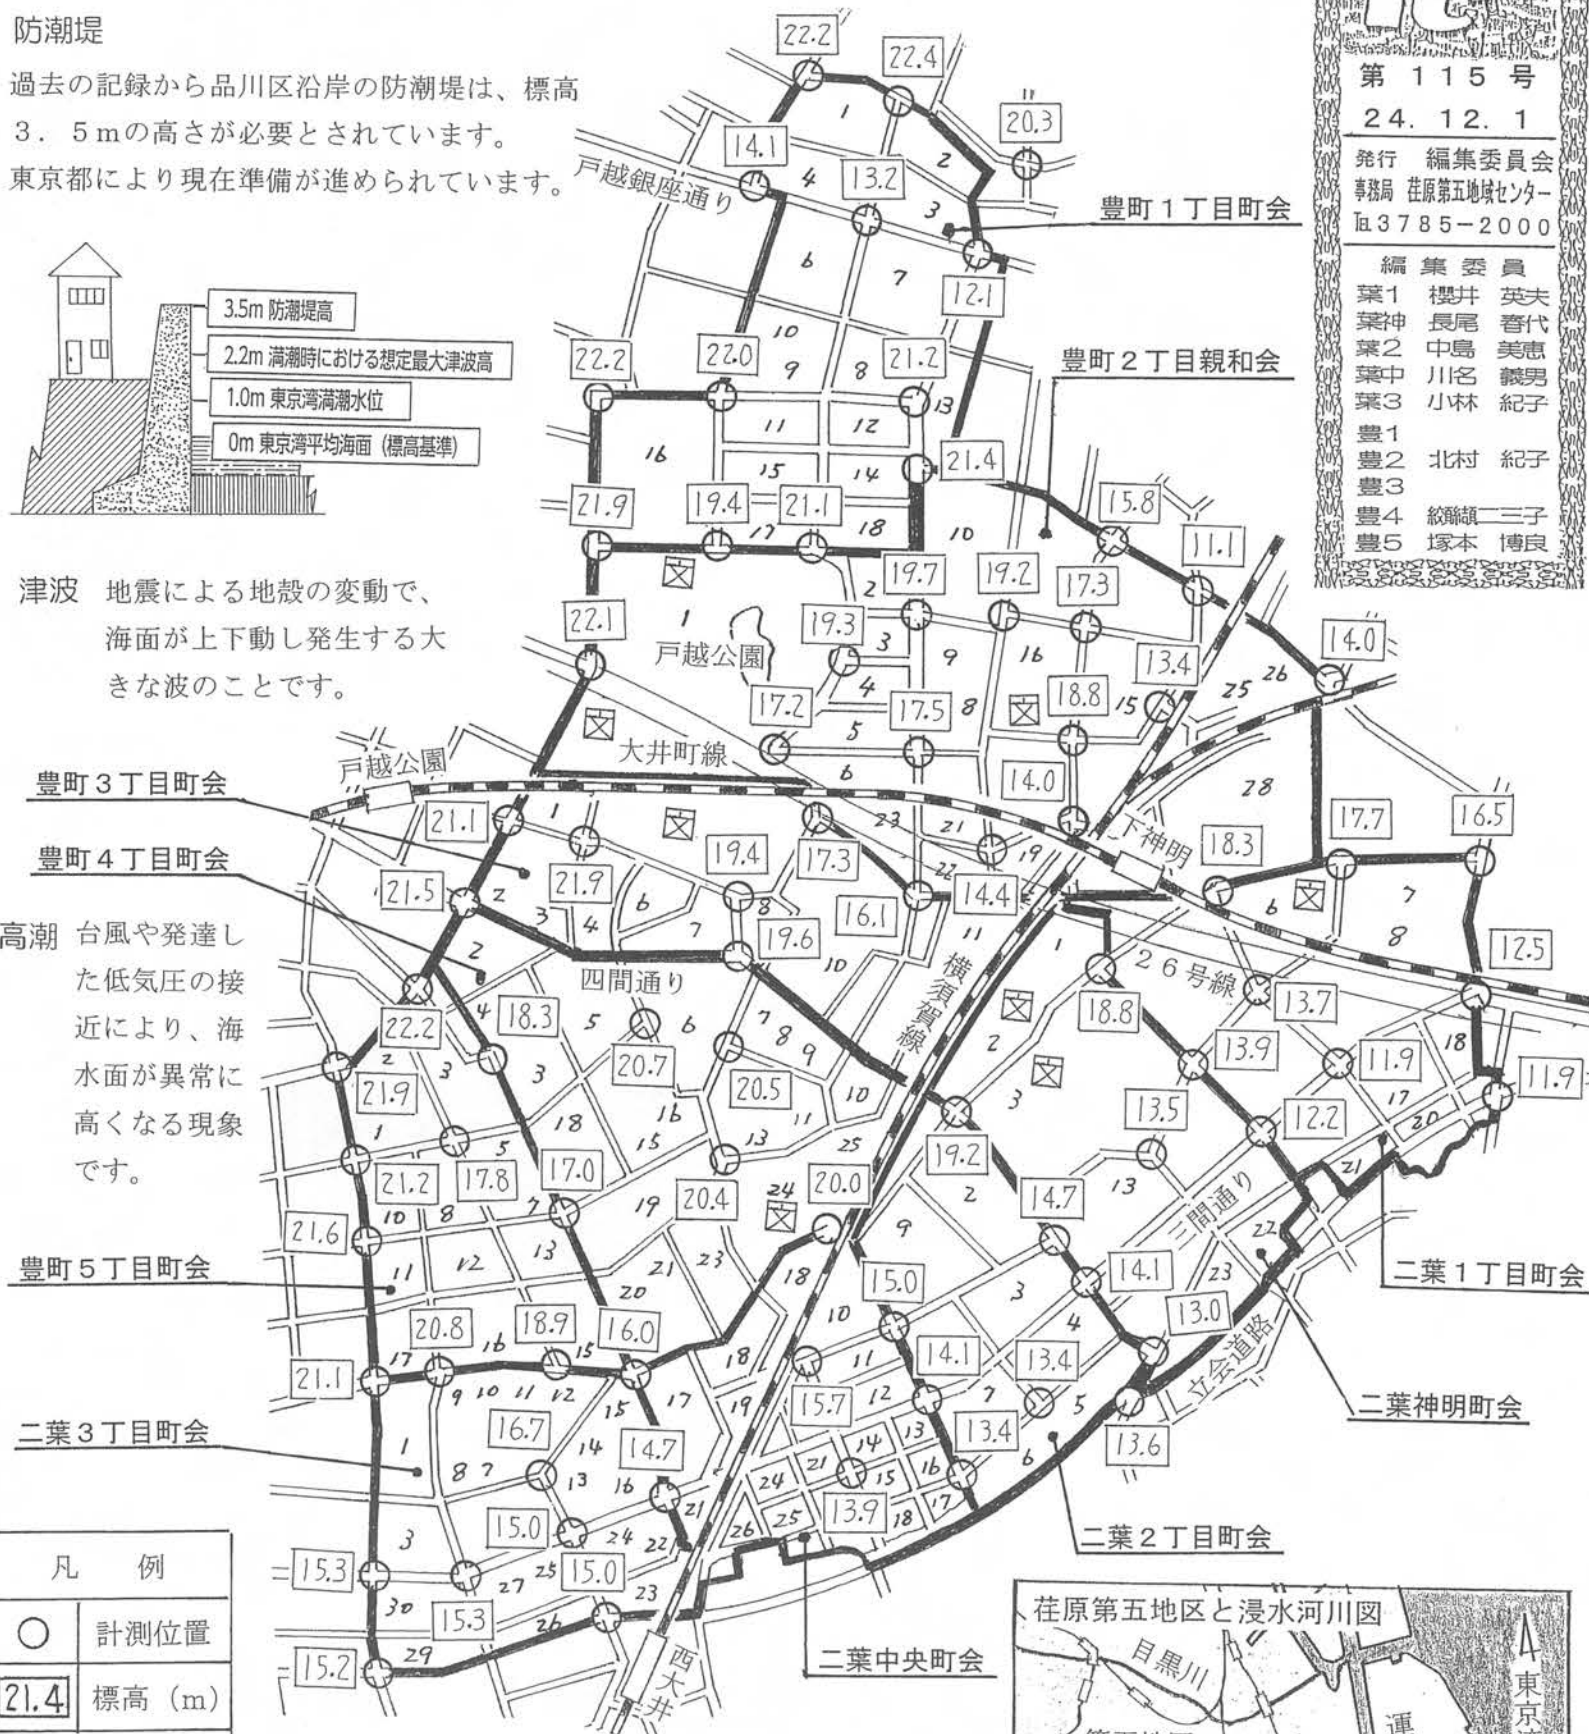 防潮堤
過去の記録から品川区沿岸の防潮堤は、標高
3．5mの高さが必要とされています。
東京都により現在準備が進められています。
3.5m 防潮堤高
2.2m 満潮時における想定最大津波高
1.0m 東京湾満潮水位
0m 東京湾平均海面（標高基準）
津波　地震による地殻の変動で、
海面が上下動し発生する大
きな波のことです。
高潮　台風や発達し
た低気圧の接
近により、海
水面が異常に
高くなる現象
です。
第 115 号
24. 12. 1
発行　編集委員会
事務局　荏原第五地域センター
℡3785－2000
編 集 委 員
葉1　櫻井　英夫
葉神　長尾　春代
葉2　中島　美恵
葉中　川名　義男
葉3　小林　紀子
豊1
豊2　北村　紀子
豊3
豊4　二三子
豊5　塚本　博良
22.2
22.4
20.3
14.1
13.2
12.1
戸越銀座通り
豊町1丁目町会
22.2
22.0
21.2
豊町2丁目親和会
21.4
21.9
19.4
21.1
15.8
11.1
19.7
19.2
17.3
22.1
19.3
戸越公園
13.4
14.0
17.2
17.5
18.8
大井町線
戸越公園
14.0
豊町3丁目町会
21.1
豊町4丁目町会
21.5
21.9
19.4
17.3
14.4
下神明
18.3
17.7
16.5
16.1
19.6
四間通り
横須賀線
26号線
12.5
22.2
18.3
20.7
20.5
18.8
13.7
13.9
11.9
11.9
21.9
21.2
17.8
17.0
20.4
20.0
19.2
13.5
12.2
14.7
三間通り
21.6
豊町5丁目町会
15.0
14.1
13.0
二葉1丁目町会
20.8
18.9
16.0
14.1
13.4
立会道路
21.1
15.7
二葉神明町会
二葉3丁目町会
16.7
14.7
13.4
13.6
15.0
13.9
二葉2丁目町会
15.3
15.0
15.3
15.2
二葉中央町会
西大井
凡　例
○　計測位置
21.4　標高（m）
荏原第五地区と浸水河川図
目黒川
東京
運